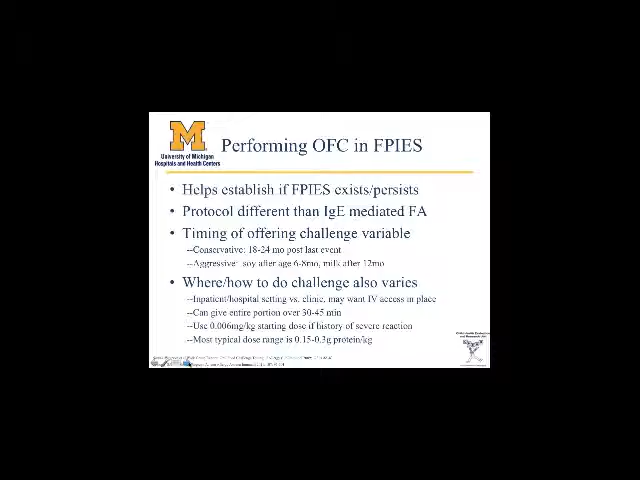 M
University of Michigan
Hospitals and Health Centers
Performing OFC in FPIES
• Helps establish if FPIES exists/persists
• Protocol different than IgE mediated FA
• Timing of offering challenge variable
--Conservative: 18-24 mo post last event
--Aggressive: soy after age 6-8mo, milk after 12mo
• Where/how to do challenge also varies
--Inpatient/hospital setting vs. clinic, may want IV access in place
--Can give entire portion over 30-45 min
--Use 0.006mg/kg starting dose if history of severe reaction
--Most typical dose range is 0.15-0.3g protein/kg